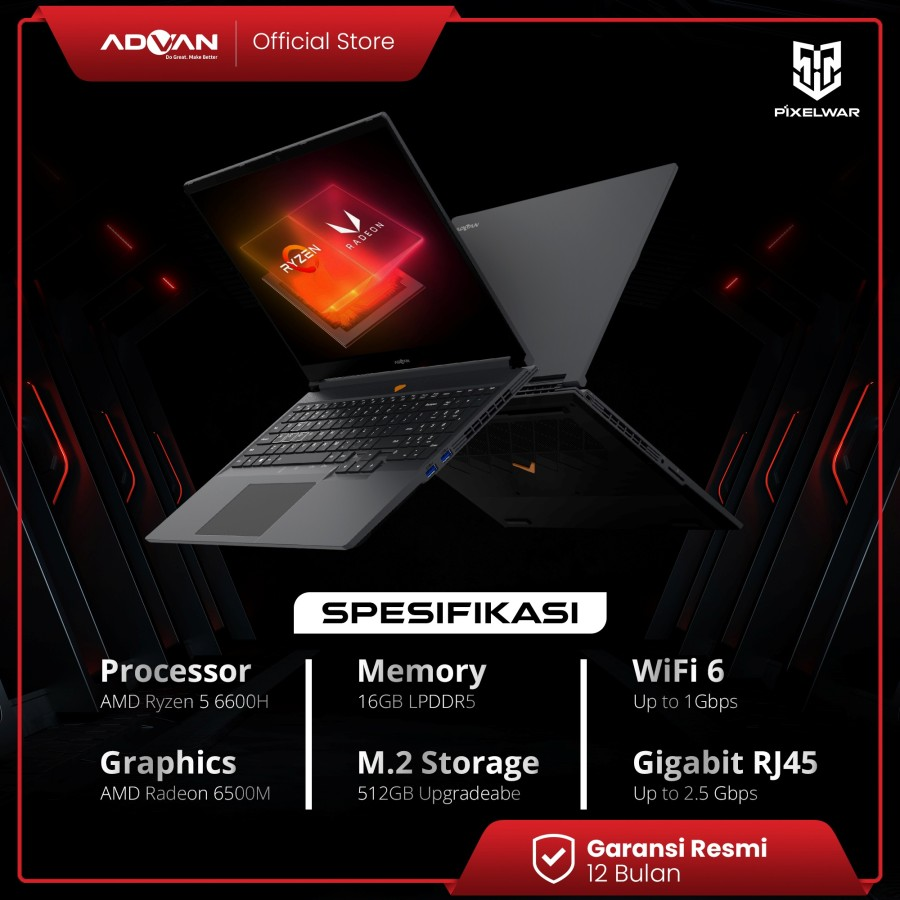 ADVAN
Do Great. Make Better
Official Store
PIXELWAR
RYZEN
RADEON
ADVAN
SPESIFIKASI
Processor
AMD Ryzen 5 6600H
Memory
16GB LPDDR5
WiFi 6
Up to 1Gbps
Graphics
AMD Radeon 6500M
M.2 Storage
512GB Upgradeabe
Gigabit RJ45
Up to 2.5 Gbps
Garansi Resmi
12 Bulan